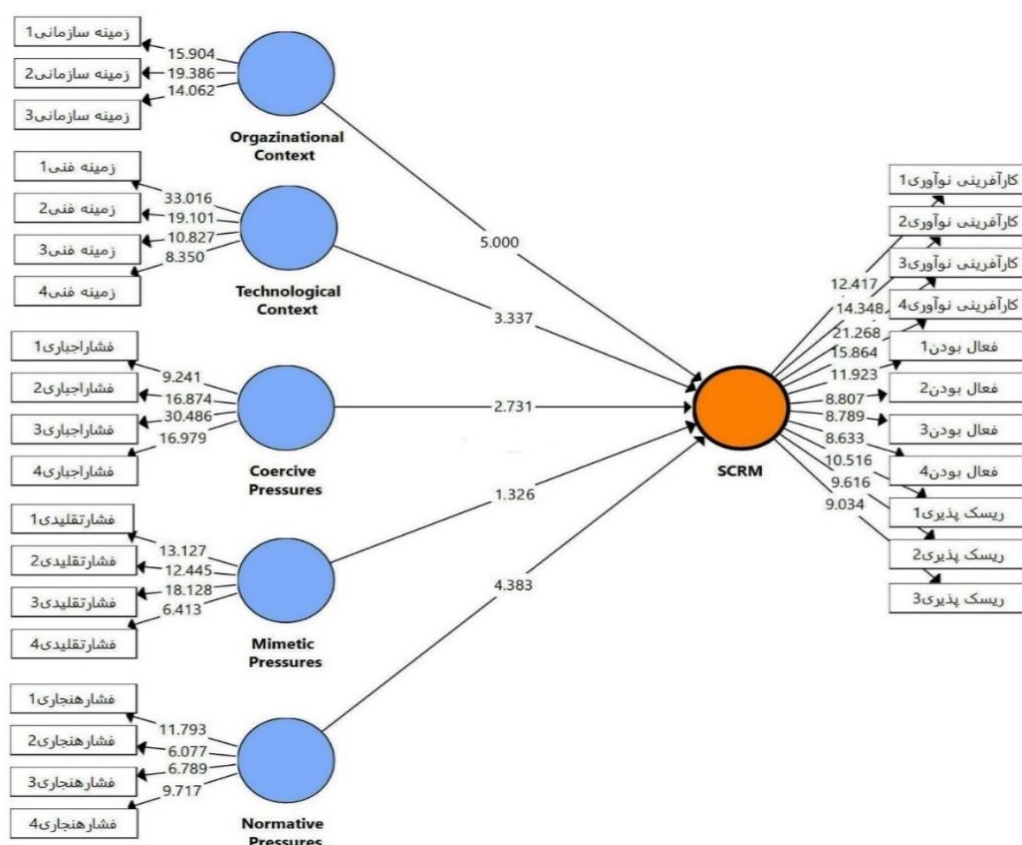 زمینه سازمانی1
زمینه سازمانی2
زمینه سازمانی3
15.904
19.386
14.062
Orgazinational
Context
زمینه فنی1
زمینه فنی2
زمینه فنی3
زمینه فنی4
33.016
19.101
10.827
8.350
Technological
Context
فشاراجباری1
فشاراجباری2
فشاراجباری3
فشاراجباری4
9.241
16.874
30.486
16.979
Coercive
Pressures
فشارتقلیدی1
فشارتقلیدی2
فشارتقلیدی3
فشارتقلیدی4
13.127
12.445
18.128
6.413
Mimetic
Pressures
فشارهنجاری1
فشارهنجاری2
فشارهنجاری3
فشارهنجاری4
11.793
6.077
6.789
9.717
Normative
Pressures
5.000
3.337
2.731
1.326
4.383
SCRM
12.417
14.348
21.268
15.864
11.923
8.807
8.789
8.633
10.516
9.616
9.034
کارآفرینی نوآوری1
کارآفرینی نوآوری2
کارآفرینی نوآوری3
کارآفرینی نوآوری4
فعال بودن1
فعال بودن2
فعال بودن3
فعال بودن4
ریسک پذیری1
ریسک پذیری2
ریسک پذیری3